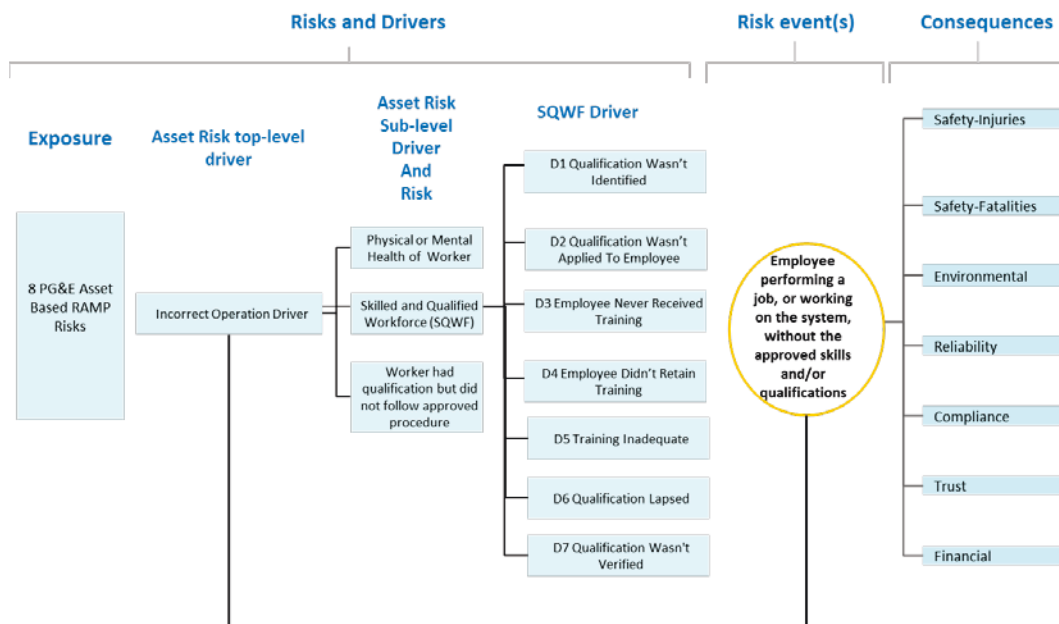 Risks and Drivers
Risk event(s)
Consequences
Exposure
Asset Risk top-level
driver
Asset Risk
Sub-level
Driver
And
Risk
SQWF Driver
8 PG&E Asset
Based RAMP
Risks
Incorrect Operation Driver
Physical or Mental
Health of Worker
Skilled and Qualified
Workforce (SQWF)
Worker had
qualification but did
not follow approved
procedure
D1 Qualification Wasn't
Identified
D2 Qualification Wasn't
Applied To Employee
D3 Employee Never Received
Training
D4 Employee Didn't Retain
Training
D5 Training Inadequate
D6 Qualification Lapsed
D7 Qualification Wasn't
Verified
Employee
performing a
job, or working
on the system,
without the
approved skills
and/or
qualifications
Safety-Injuries
Safety-Fatalities
Environmental
Reliability
Compliance
Trust
Financial